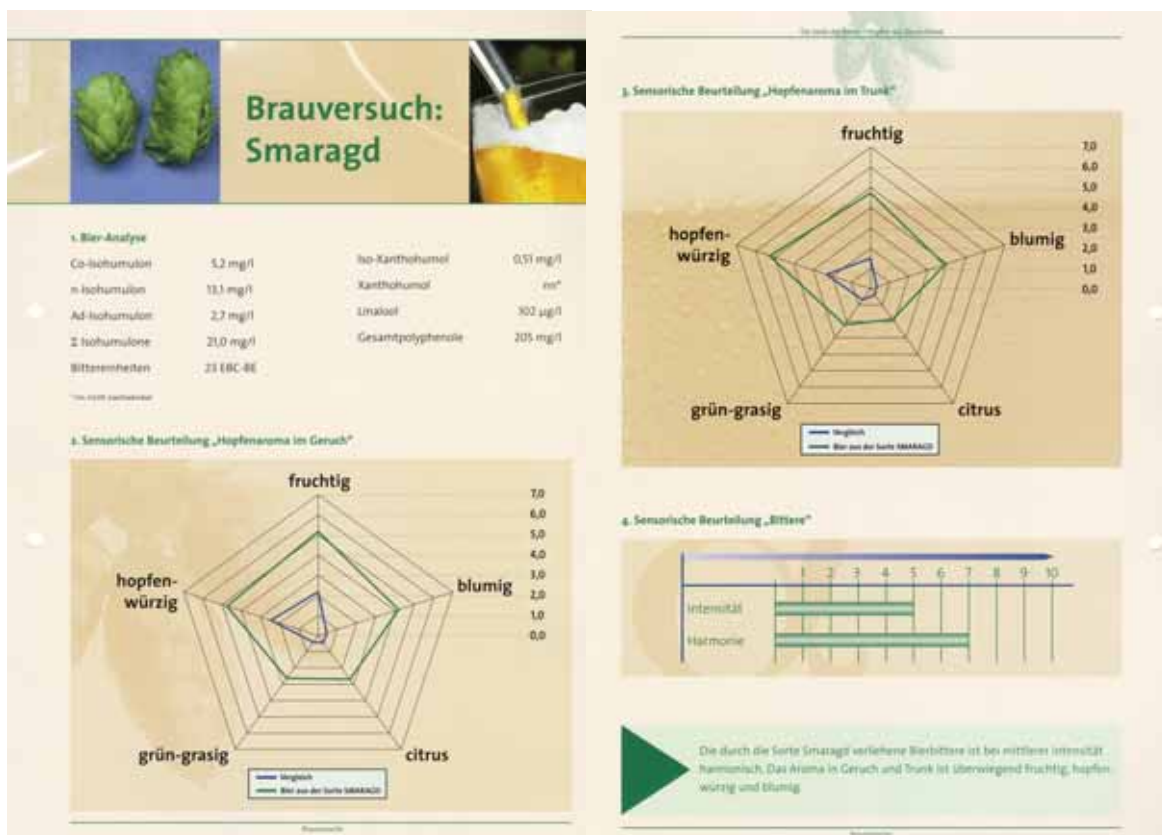 Brauversuch:
Smaragd
1. Bier-Analyse
Co-Isohumulon 5,2 mg/l
n-Isohumulon 13,1 mg/l
Ad-Isohumulon 2,7 mg/l
Σ Isohumulone 21,0 mg/l
Bittereinheiten 23 EBC-BE
Iso-Xanthohumol 0,51 mg/l
Xanthohumol nn*
Linalool 102 µg/l
Gesamtpolyphenole 205 mg/l
2. Sensorische Beurteilung „Hopfenaroma im Geruch“
fruchtig
7,0
6,0
5,0
4,0
3,0
2,0
1,0
0,0
hopfen-
würzig
blumig
grün-grasig
citrus
Vergleich
Bier aus der Sorte SMARAGD
3. Sensorische Beurteilung „Hopfenaroma im Trunk“
fruchtig
7,0
6,0
5,0
4,0
3,0
2,0
1,0
0,0
hopfen-
würzig
blumig
grün-grasig
citrus
Vergleich
Bier aus der Sorte SMARAGD
4. Sensorische Beurteilung „Bittere“
1 2 3 4 5 6 7 8 9 10
Intensität
Harmonie
Die durch die Sorte Smaragd verliehene Bierbittere ist bei mittlerer Intensität
harmonisch. Das Aroma in Geruch und Trunk ist überwiegend fruchtig, hopfen-
würzig und blumig.